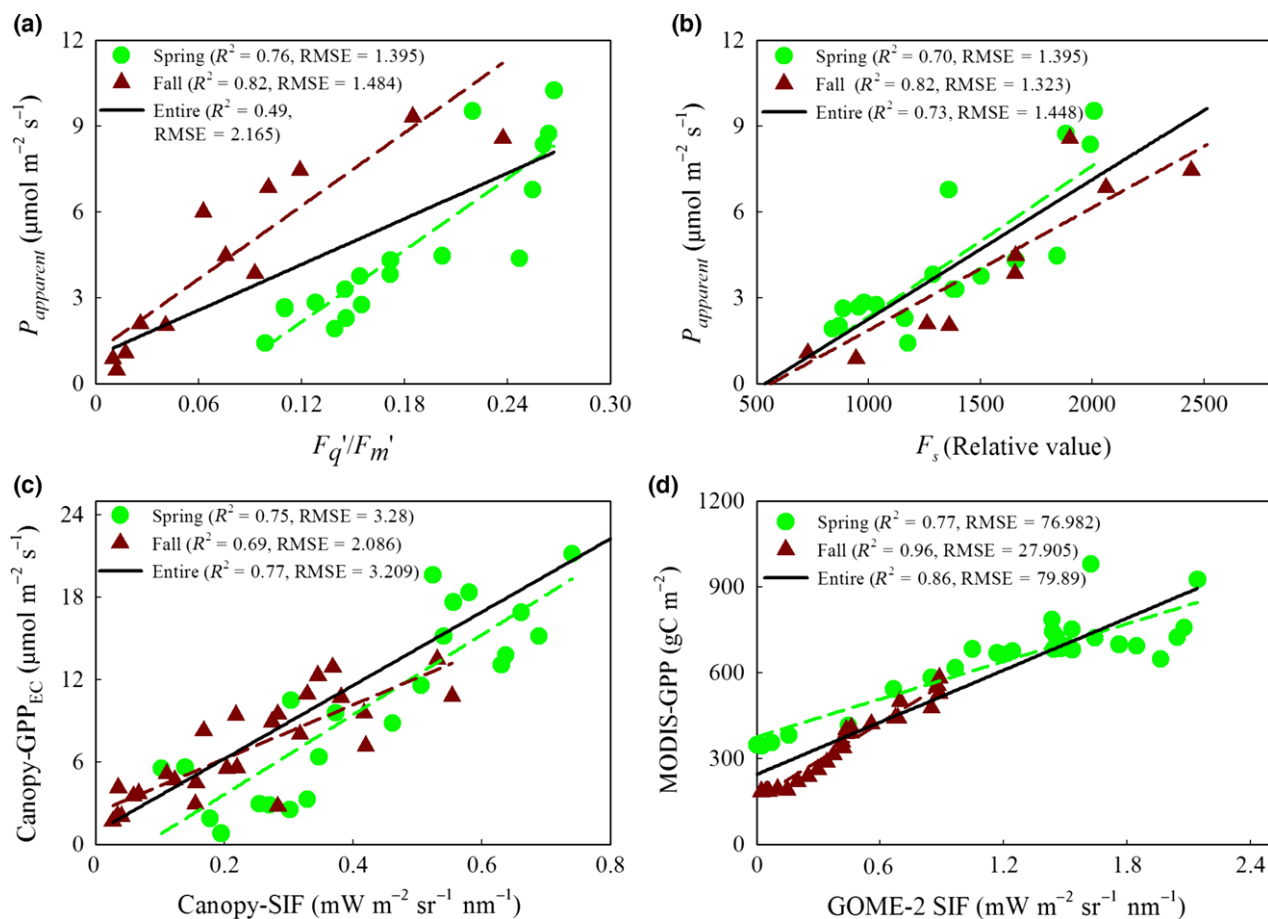 (a)
12
9
6
3
0
P_apparent (µmol m⁻² s⁻¹)
Spring (R² = 0.76, RMSE = 1.395)
Fall (R² = 0.82, RMSE = 1.484)
Entire (R² = 0.49,
RMSE = 2.165)
0 0.06 0.12 0.18 0.24 0.30
F_q'/F_m'
(b)
12
9
6
3
0
P_apparent (µmol m⁻² s⁻¹)
Spring (R² = 0.70, RMSE = 1.395)
Fall (R² = 0.82, RMSE = 1.323)
Entire (R² = 0.73, RMSE = 1.448)
500 1000 1500 2000 2500
F_s (Relative value)
(c)
24
18
12
6
0
Canopy-GPP_EC (µmol m⁻² s⁻¹)
Spring (R² = 0.75, RMSE = 3.28)
Fall (R² = 0.69, RMSE = 2.086)
Entire (R² = 0.77, RMSE = 3.209)
0 0.2 0.4 0.6 0.8
Canopy-SIF (mW m⁻² sr⁻¹ nm⁻¹)
(d)
1200
900
600
300
0
MODIS-GPP (gC m⁻²)
Spring (R² = 0.77, RMSE = 76.982)
Fall (R² = 0.96, RMSE = 27.905)
Entire (R² = 0.86, RMSE = 79.89)
0 0.6 1.2 1.8 2.4
GOME-2 SIF (mW m⁻² sr⁻¹ nm⁻¹)